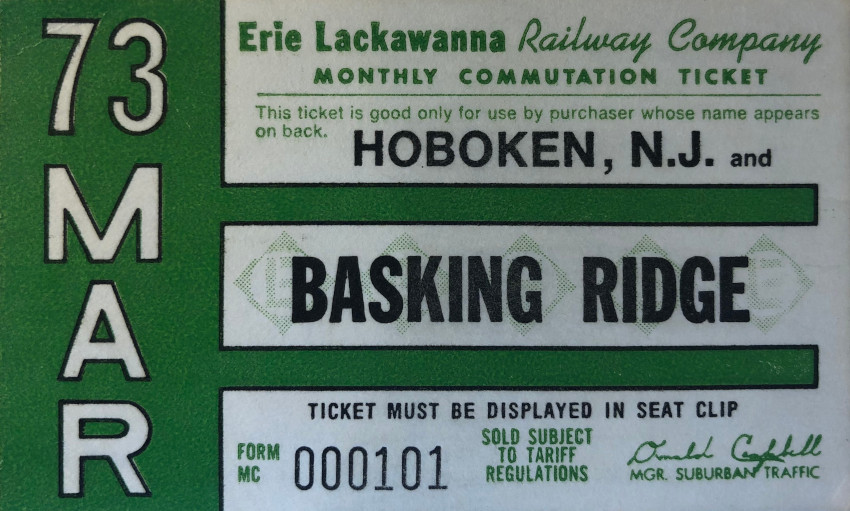 73
MAR
Erie Lackawanna Railway Company
MONTHLY COMMUTATION TICKET
This ticket is good only for use by purchaser whose name appears
on back.
HOBOKEN, N.J. and
BASKING RIDGE
TICKET MUST BE DISPLAYED IN SEAT CLIP
FORM
MC
000101
SOLD SUBJECT
TO TARIFF
REGULATIONS
Donald Campbell
MGR. SUBURBAN TRAFFIC